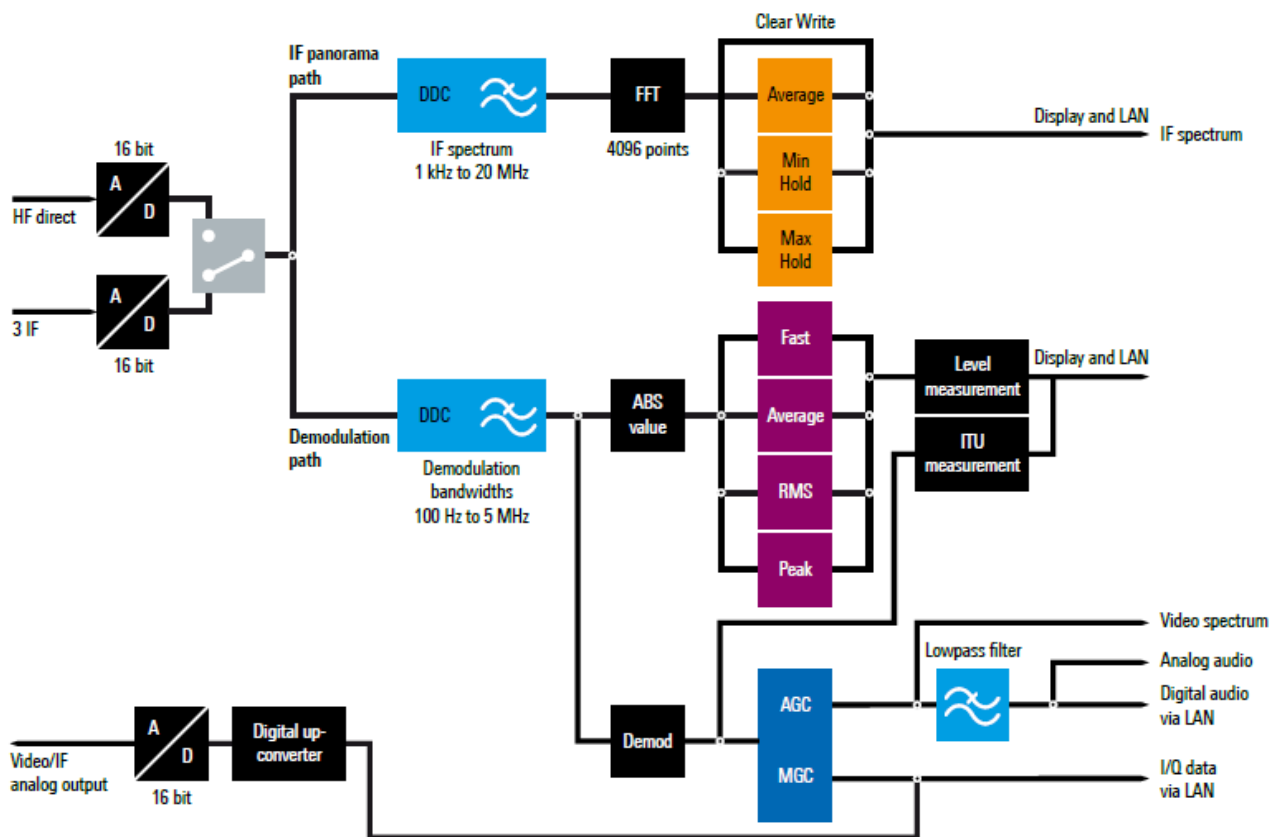 Clear Write
IF panorama
path
DDC
FFT
Average
IF spectrum
1 kHz to 20 MHz
4096 points
Min
Hold
Max
Hold
Display and LAN
IF spectrum
16 bit
A
D
HF direct
A
D
3 IF
16 bit
Demodulation
path
DDC
Demodulation
bandwidths
100 Hz to 5 MHz
ABS
value
Fast
Average
RMS
Peak
Level
measurement
ITU
measurement
Display and LAN
Demod
AGC
MGC
Lowpass filter
Video spectrum
Analog audio
Digital audio
via LAN
I/Q data
via LAN
Video/IF
analog output
A
D
16 bit
Digital up-
converter